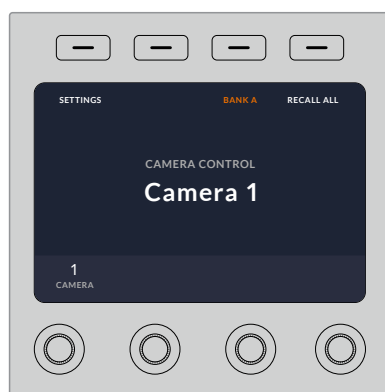 SETTINGS BANK A RECALL ALL
CAMERA CONTROL
Camera 1
1
CAMERA